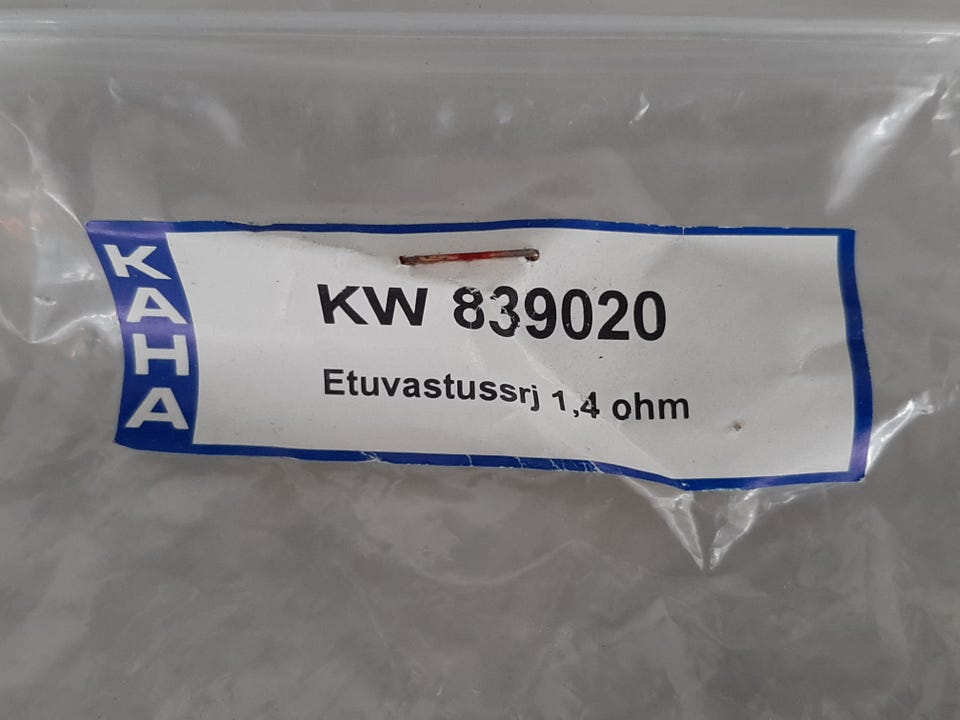 KAHA
KW 839020
Etuvastussrj 1,4 ohm